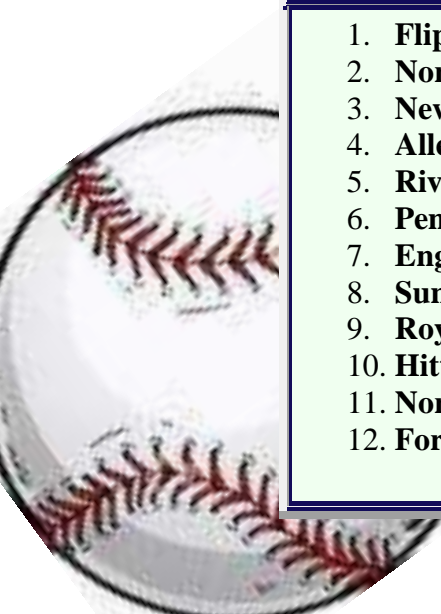 1. Flip
2. Nor
3. New
4. Alle
5. Riv
6. Pen
7. Eng
8. Sun
9. Roy
10. Hit
11. Nor
12. For